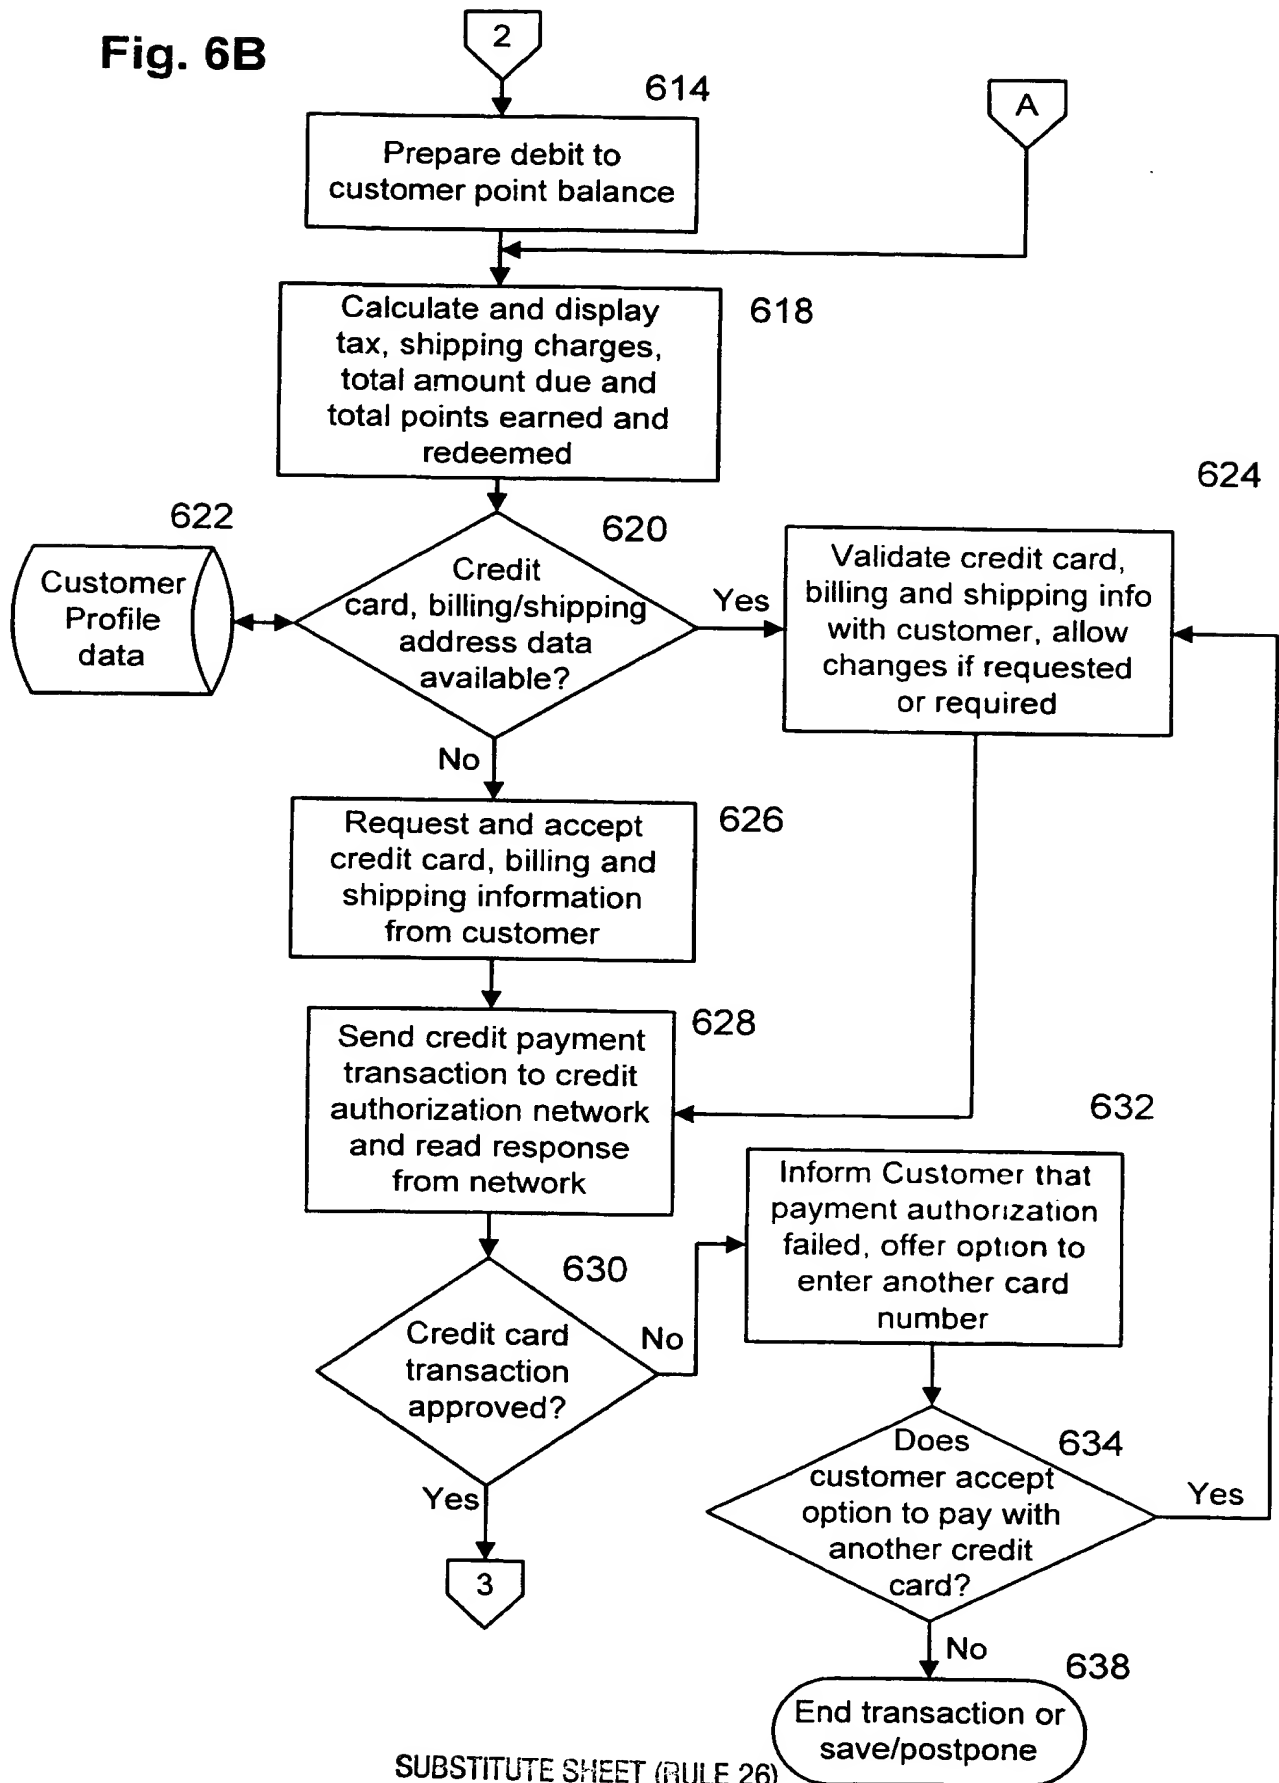 Fig. 6B
2
614
A
Prepare debit to
customer point balance
Calculate and display
tax, shipping charges,
total amount due and
total points earned and
redeemed
618
622
620
624
Customer
Profile
data
Credit
card, billing/shipping
address data
available?
Yes
Validate credit card,
billing and shipping info
with customer, allow
changes if requested
or required
No
Request and accept
credit card, billing and
shipping information
from customer
626
Send credit payment
transaction to credit
authorization network
and read response
from network
628
632
Inform Customer that
payment authorization
failed, offer option to
enter another card
number
630
Credit card
transaction
approved?
No
Yes
3
Does
customer accept
option to pay with
another credit
card?
634
Yes
No
638
End transaction or
save/postpone
SUBSTITUTE SHEET (RULE 26)